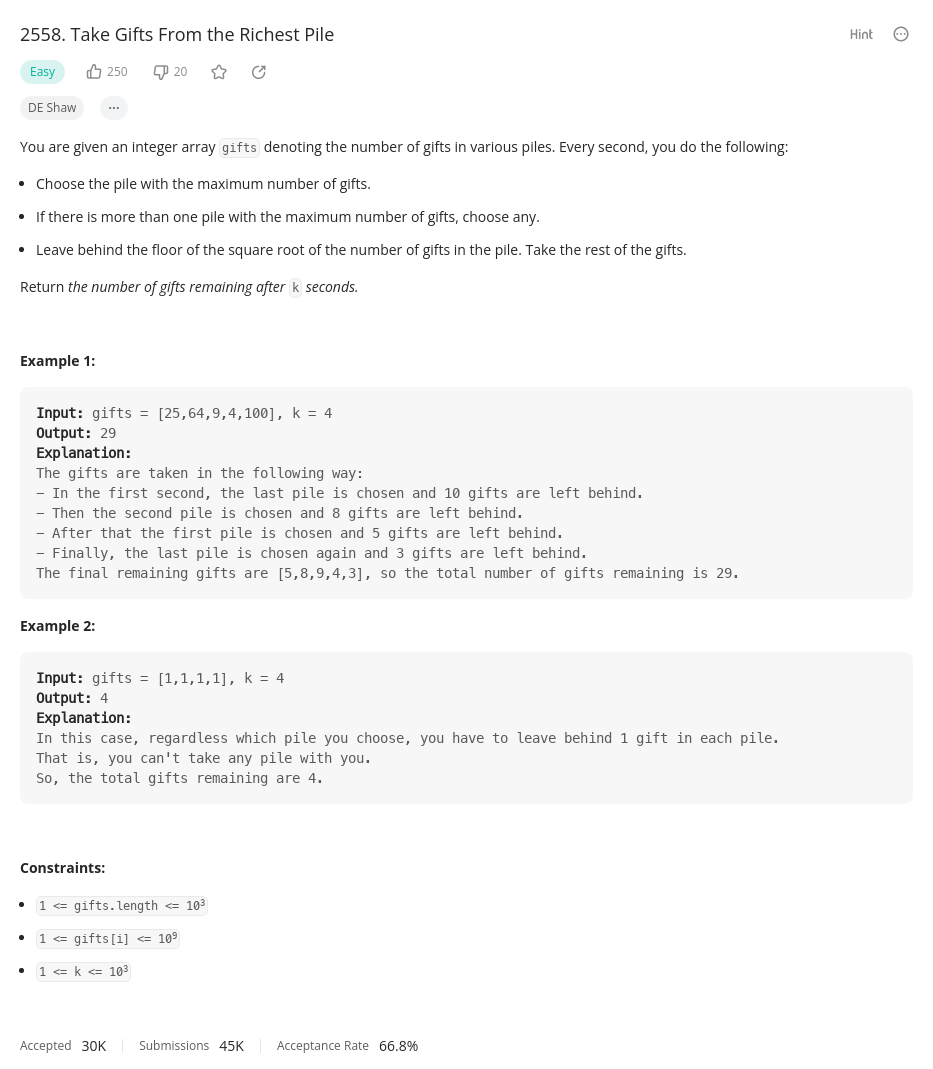 2558. Take Gifts From the Richest Pile
Hint
Easy 250 20
DE Shaw ...
You are given an integer array gifts denoting the number of gifts in various piles. Every second, you do the following:
• Choose the pile with the maximum number of gifts.
• If there is more than one pile with the maximum number of gifts, choose any.
• Leave behind the floor of the square root of the number of gifts in the pile. Take the rest of the gifts.
Return the number of gifts remaining after k seconds.
Example 1:
Input: gifts = [25,64,9,4,100], k = 4
Output: 29
Explanation:
The gifts are taken in the following way:
- In the first second, the last pile is chosen and 10 gifts are left behind.
- Then the second pile is chosen and 8 gifts are left behind.
- After that the first pile is chosen and 5 gifts are left behind.
- Finally, the last pile is chosen again and 3 gifts are left behind.
The final remaining gifts are [5,8,9,4,3], so the total number of gifts remaining is 29.
Example 2:
Input: gifts = [1,1,1,1], k = 4
Output: 4
Explanation:
In this case, regardless which pile you choose, you have to leave behind 1 gift in each pile.
That is, you can't take any pile with you.
So, the total gifts remaining are 4.
Constraints:
• 1 <= gifts.length <= 10³
• 1 <= gifts[i] <= 10⁹
• 1 <= k <= 10³
Accepted 30K Submissions 45K Acceptance Rate 66.8%